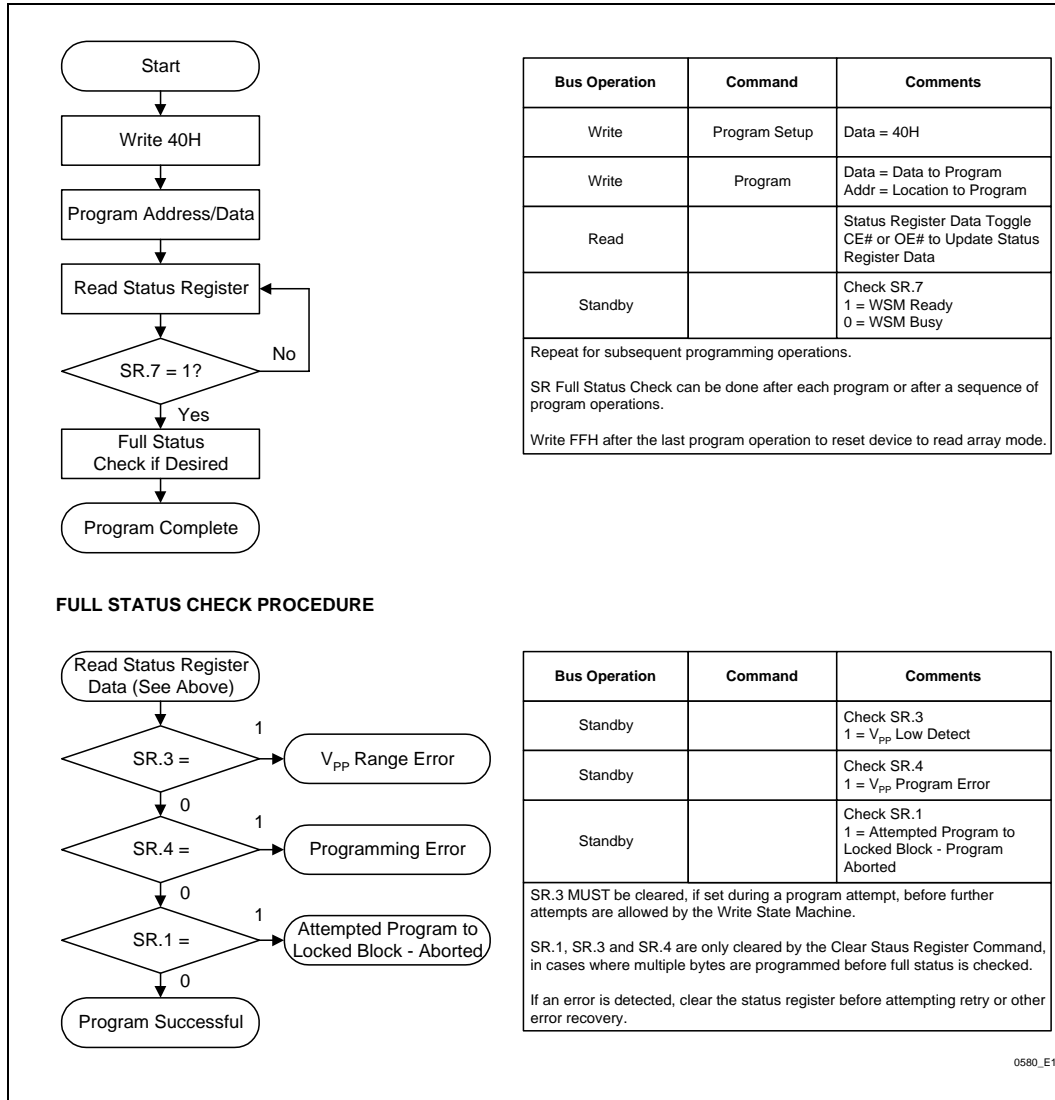 Start
Write 40H
Program Address/Data
Read Status Register
No
SR.7 = 1?
Yes
Full Status
Check if Desired
Program Complete
Bus Operation Command Comments
Write Program Setup Data = 40H
Write Program Data = Data to Program
Addr = Location to Program
Read Status Register Data Toggle
CE# or OE# to Update Status
Register Data
Standby Check SR.7
1 = WSM Ready
0 = WSM Busy
Repeat for subsequent programming operations.
SR Full Status Check can be done after each program or after a sequence of
program operations.
Write FFH after the last program operation to reset device to read array mode.
FULL STATUS CHECK PROCEDURE
Read Status Register
Data (See Above)
1
SR.3 =
V_PP Range Error
0
1
SR.4 =
Programming Error
0
1
SR.1 =
Attempted Program to
Locked Block - Aborted
0
Program Successful
Bus Operation Command Comments
Standby Check SR.3
1 = V_PP Low Detect
Standby Check SR.4
1 = V_PP Program Error
Standby Check SR.1
1 = Attempted Program to
Locked Block - Program
Aborted
SR.3 MUST be cleared, if set during a program attempt, before further
attempts are allowed by the Write State Machine.
SR.1, SR.3 and SR.4 are only cleared by the Clear Staus Register Command,
in cases where multiple bytes are programmed before full status is checked.
If an error is detected, clear the status register before attempting retry or other
error recovery.
0580_E1